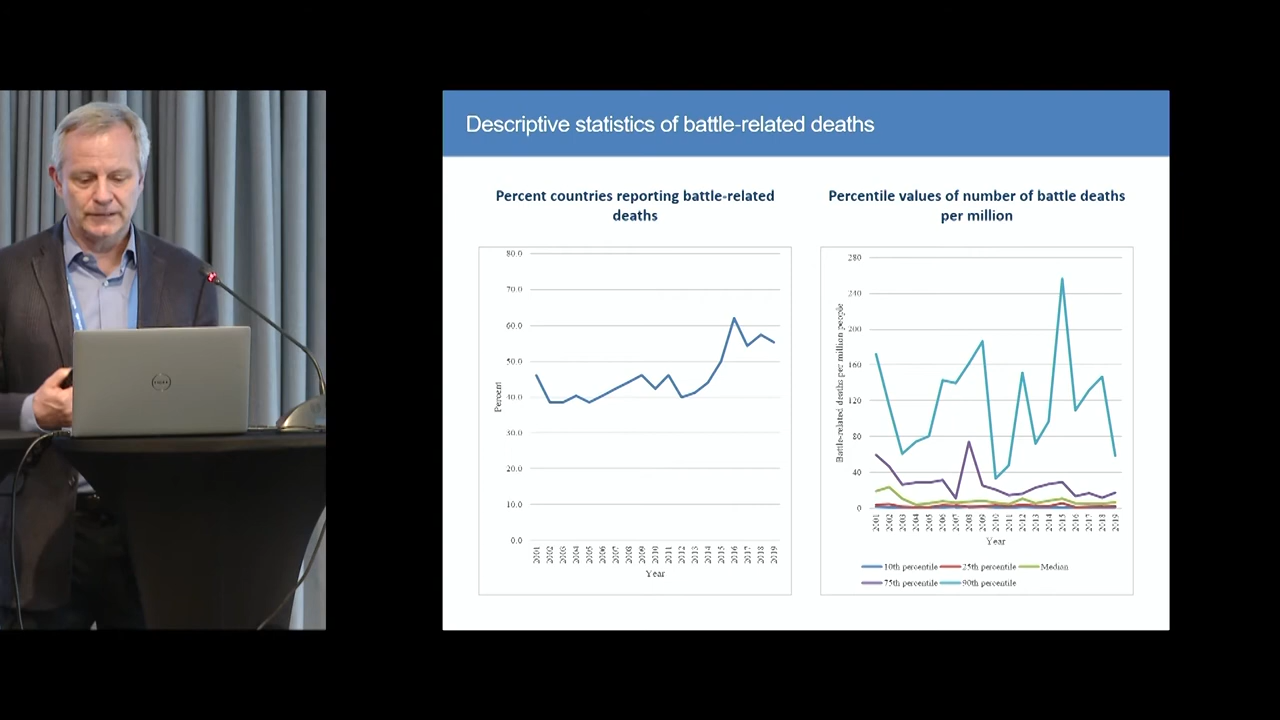 Descriptive statistics of battle-related deaths
Percent countries reporting battle-related
deaths
80.0
70.0
60.0
50.0
40.0
30.0
20.0
10.0
0.0
Percent
2001 2002 2003 2004 2005 2006 2007 2008 2009 2010 2011 2012 2013 2014 2015 2016 2017 2018 2019
Year
Percentile values of number of battle deaths
per million
280
240
200
160
120
80
40
0
Battle-related deaths per million people
2001 2002 2003 2004 2005 2006 2007 2008 2009 2010 2011 2012 2013 2014 2015 2016 2017 2018 2019
Year
10th percentile 25th percentile Median
75th percentile 90th percentile
DELL